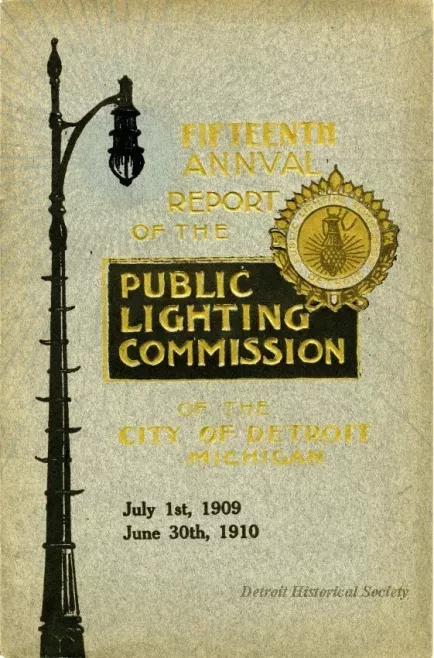 FIFTEENTH
ANNVAL
REPORT
OF THE
PUBLIC
LIGHTING
COMMISSION
OF THE
CITY OF DETROIT
MICHIGAN
July 1st, 1909
June 30th, 1910
Detroit Historical Society